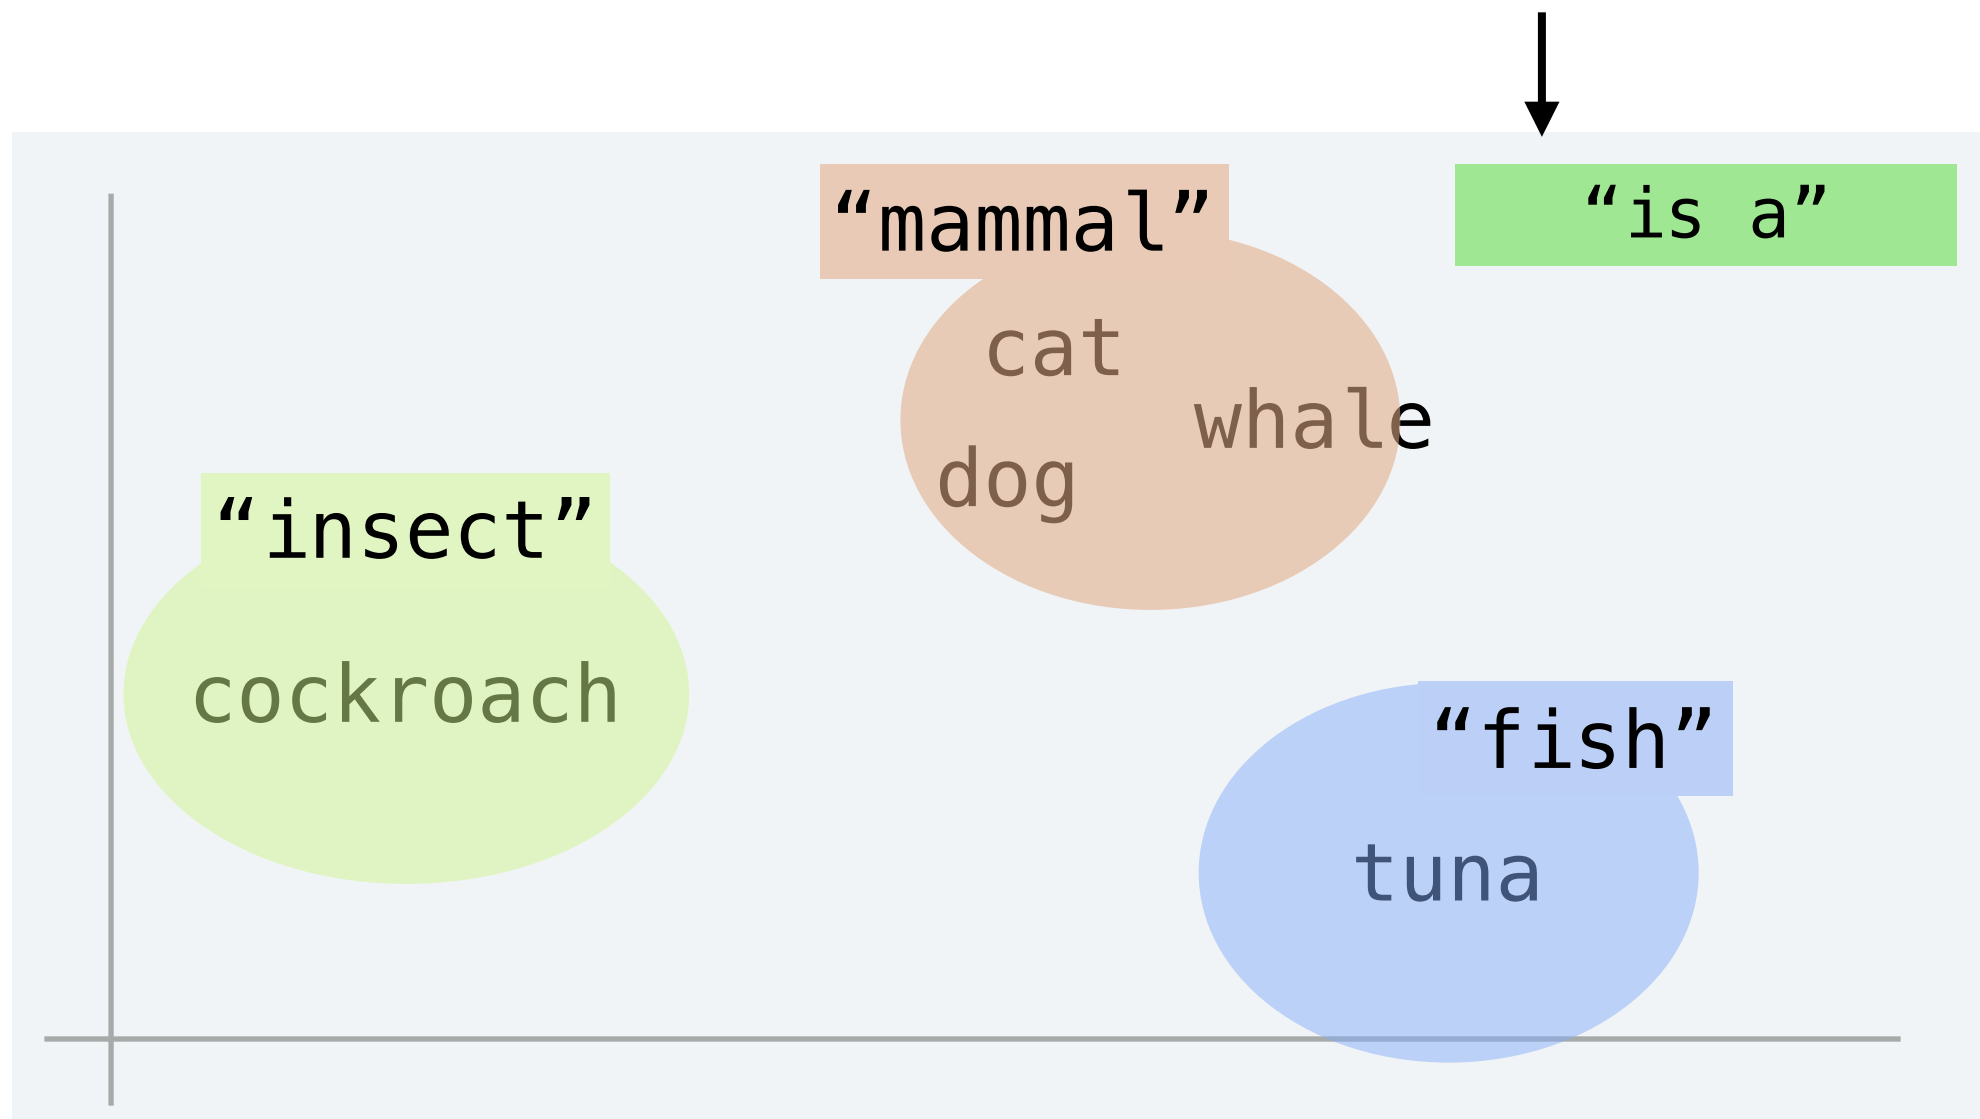 “mammal”
“is a”
cat
whale
dog
“insect”
cockroach
“fish”
tuna